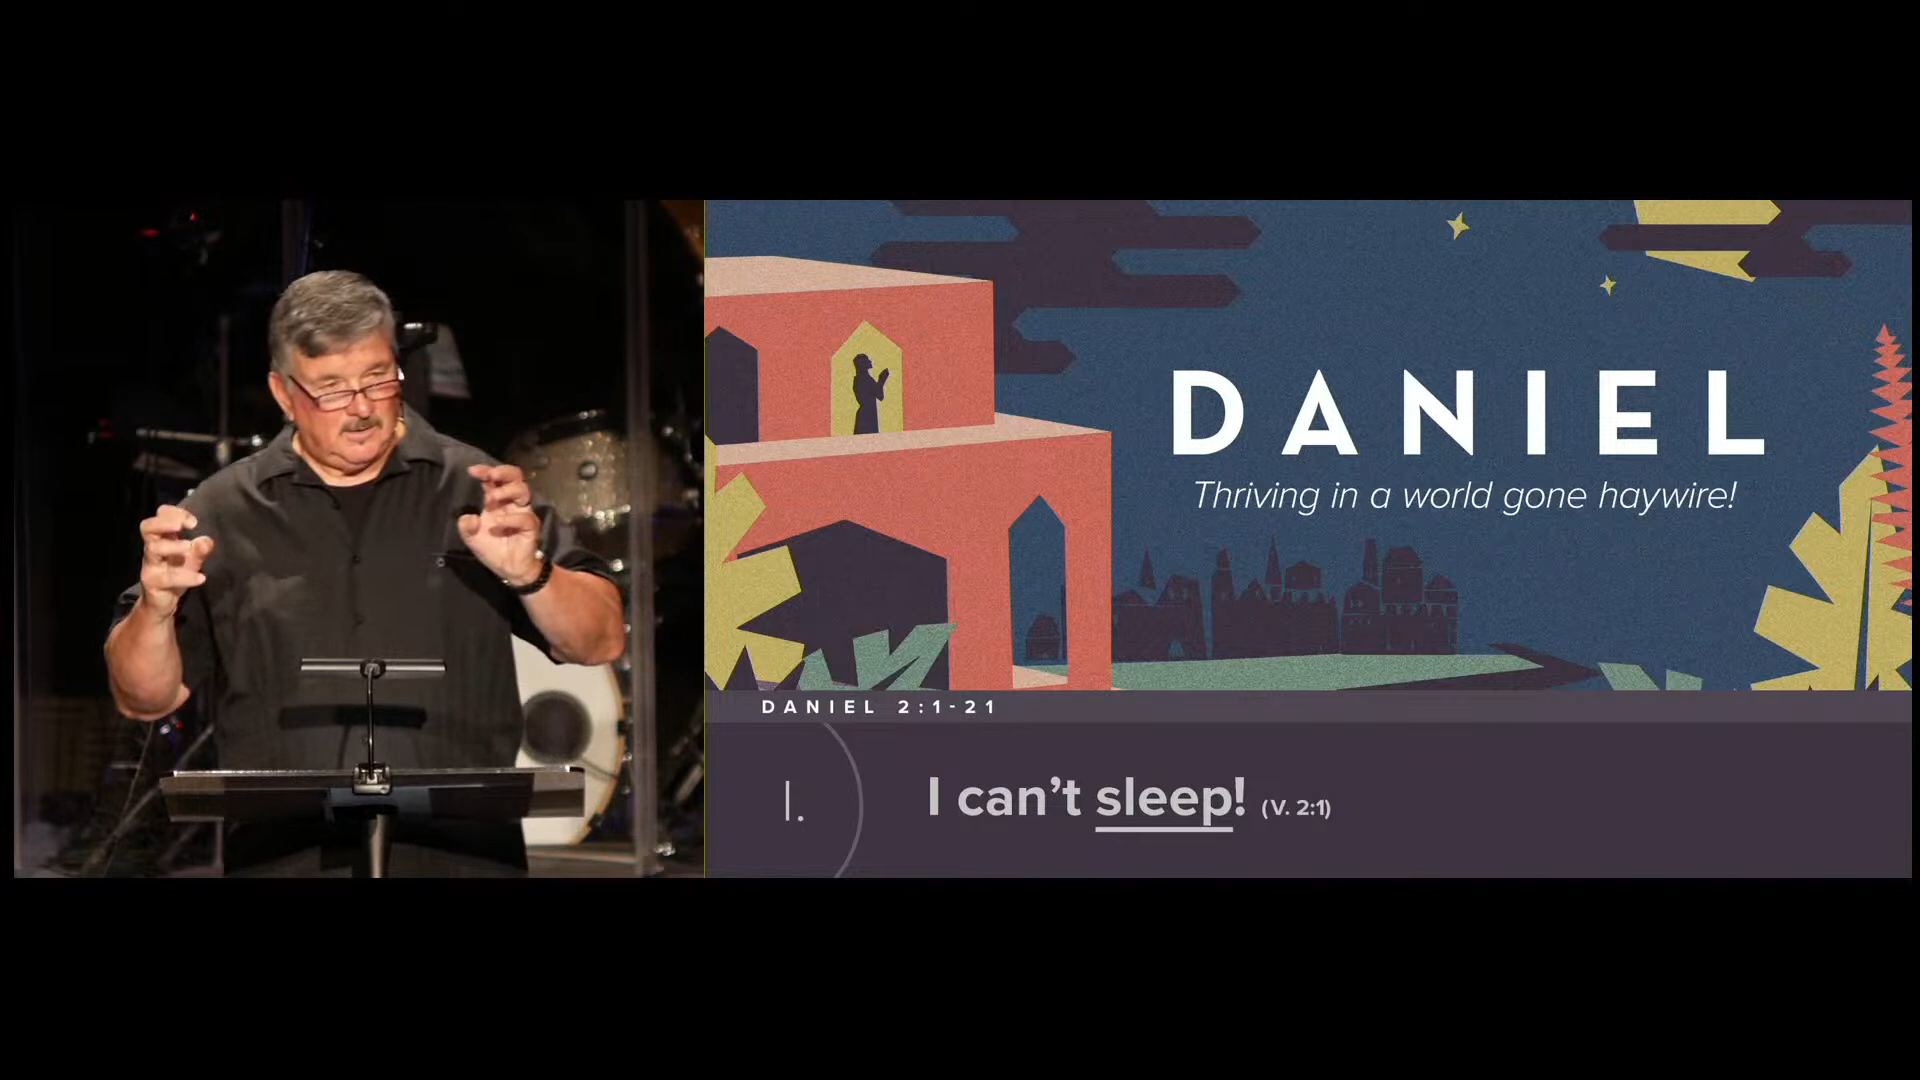 DANIEL
Thriving in a world gone haywire!
DANIEL 2:1-21
I. I can't sleep! (V. 2:1)